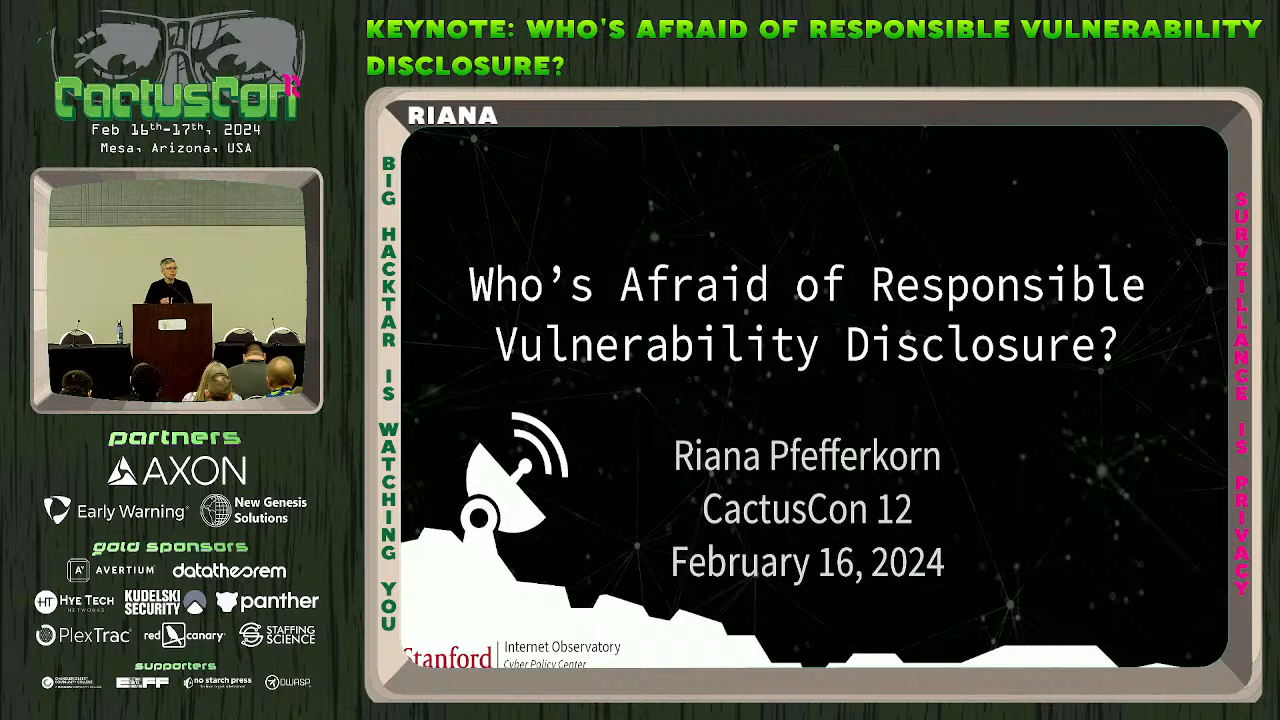 CactusCon
Feb 16th-17th, 2024
Mesa, Arizona, USA
KEYNOTE: WHO'S AFRAID OF RESPONSIBLE VULNERABILITY
DISCLOSURE?
RIANA
BIG HACKTAR IS WATCHING YOU
Who's Afraid of Responsible
Vulnerability Disclosure?
Riana Pfefferkorn
CactusCon 12
February 16, 2024
Stanford
Internet Observatory
Cyber Policy Center
SURVEILLANCE IS PRIVACY
partners
AXON
Early Warning
New Genesis
Solutions
gold sponsors
AVERTIUM
datatheorem
HT HYE TECH
NETWORKS
KUDELSKI
SECURITY
panther
PlexTrac
red canary
STAFFING
SCIENCE
supporters
EFF
no starch press
OWASP